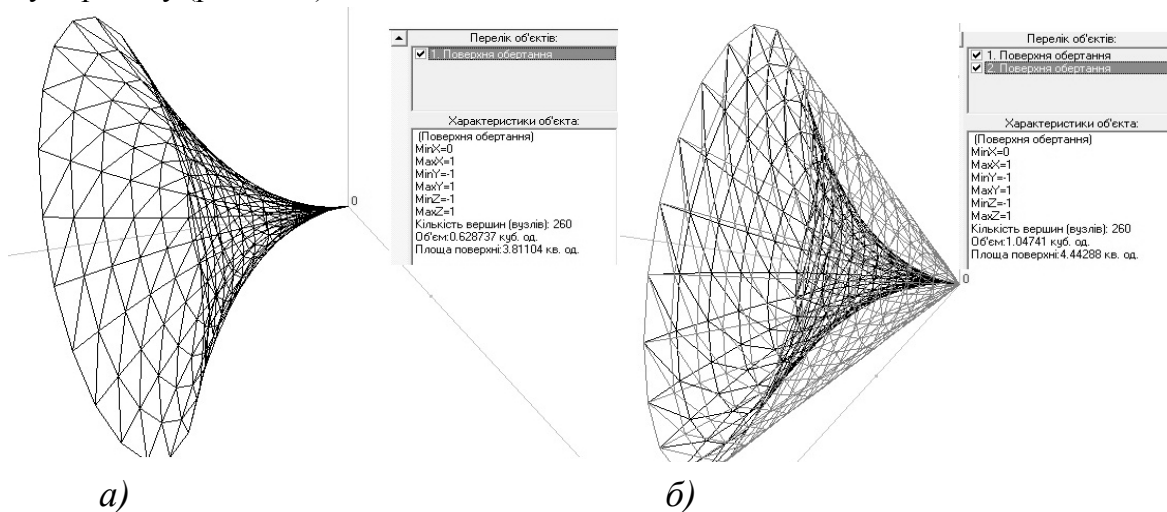 Перелік об'єктів:
1. Поверхня обертання
Характеристики об'єкта:
(Поверхня обертання)
MinX=0
MaxX=1
MinY=-1
MaxY=1
MinZ=-1
MaxZ=1
Кількість вершин (вузлів): 260
Об'єм:0.628737 куб. од.
Площа поверхні:3.81104 кв. од.
0
а)
Перелік об'єктів:
1. Поверхня обертання
2. Поверхня обертання
Характеристики об'єкта:
(Поверхня обертання)
MinX=0
MaxX=1
MinY=-1
MaxY=1
MinZ=-1
MaxZ=1
Кількість вершин (вузлів): 260
Об'єм:1.04741 куб. од.
Площа поверхні:4.44288 кв. од.
0
б)